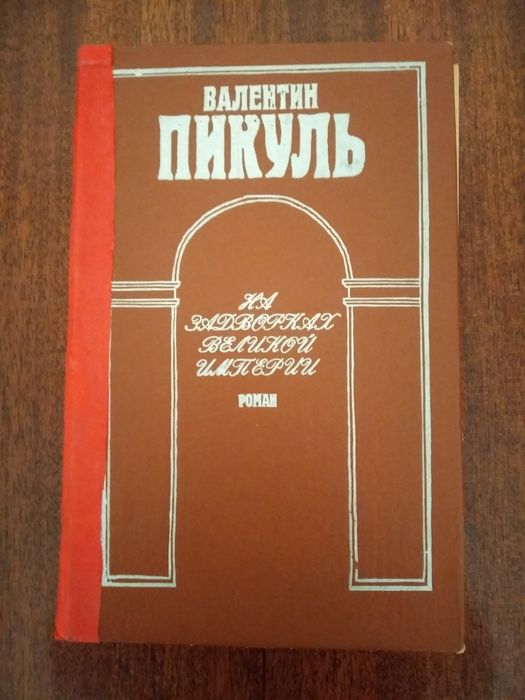 ВАЛЕНТИН
ПИКУЛЬ
НА
ЗАДВОРКАХ
ВЕЛИКОЙ
ИМПЕРИИ
РОМАН